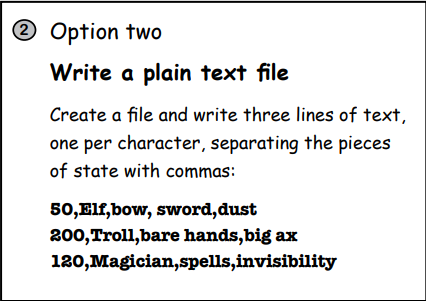 2 Option two
Write a plain text file
Create a file and write three lines of text,
one per character, separating the pieces
of state with commas:
50,Elf,bow, sword,dust
200,Troll,bare hands,big ax
120,Magician,spells,invisibility